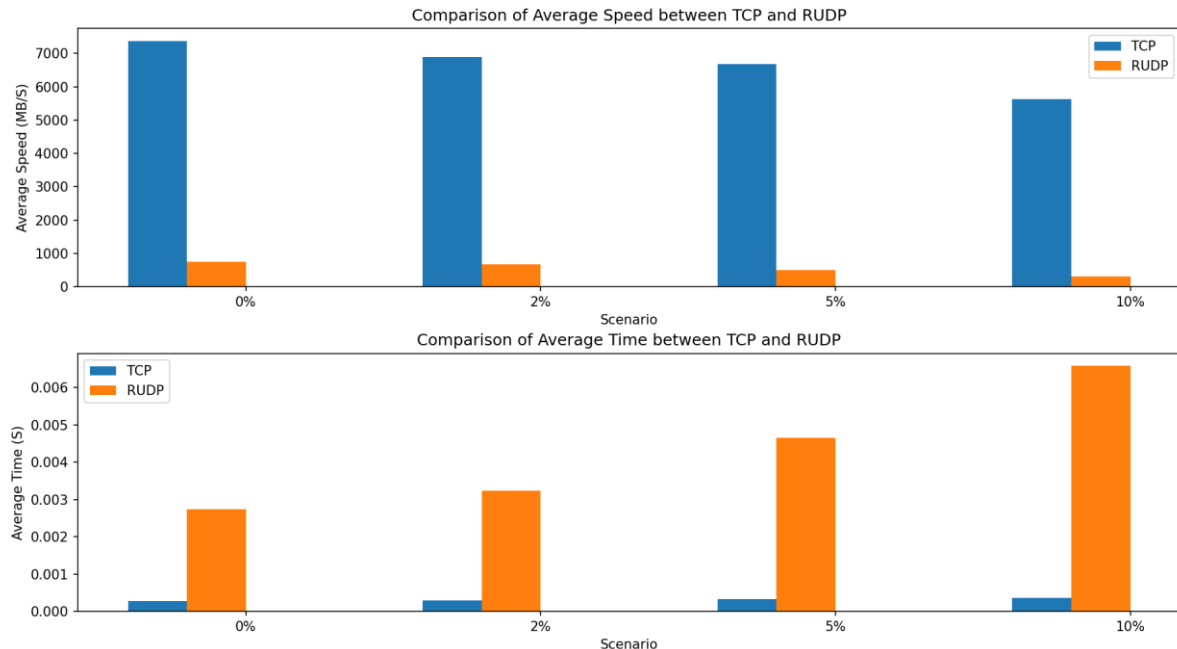 Comparison of Average Speed between TCP and RUDP
Average Speed (MB/S)
7000
6000
5000
4000
3000
2000
1000
0
TCP
RUDP
0% 2% 5% 10%
Scenario
Comparison of Average Time between TCP and RUDP
Average Time (S)
0.006
0.005
0.004
0.003
0.002
0.001
0.000
TCP
RUDP
0% 2% 5% 10%
Scenario